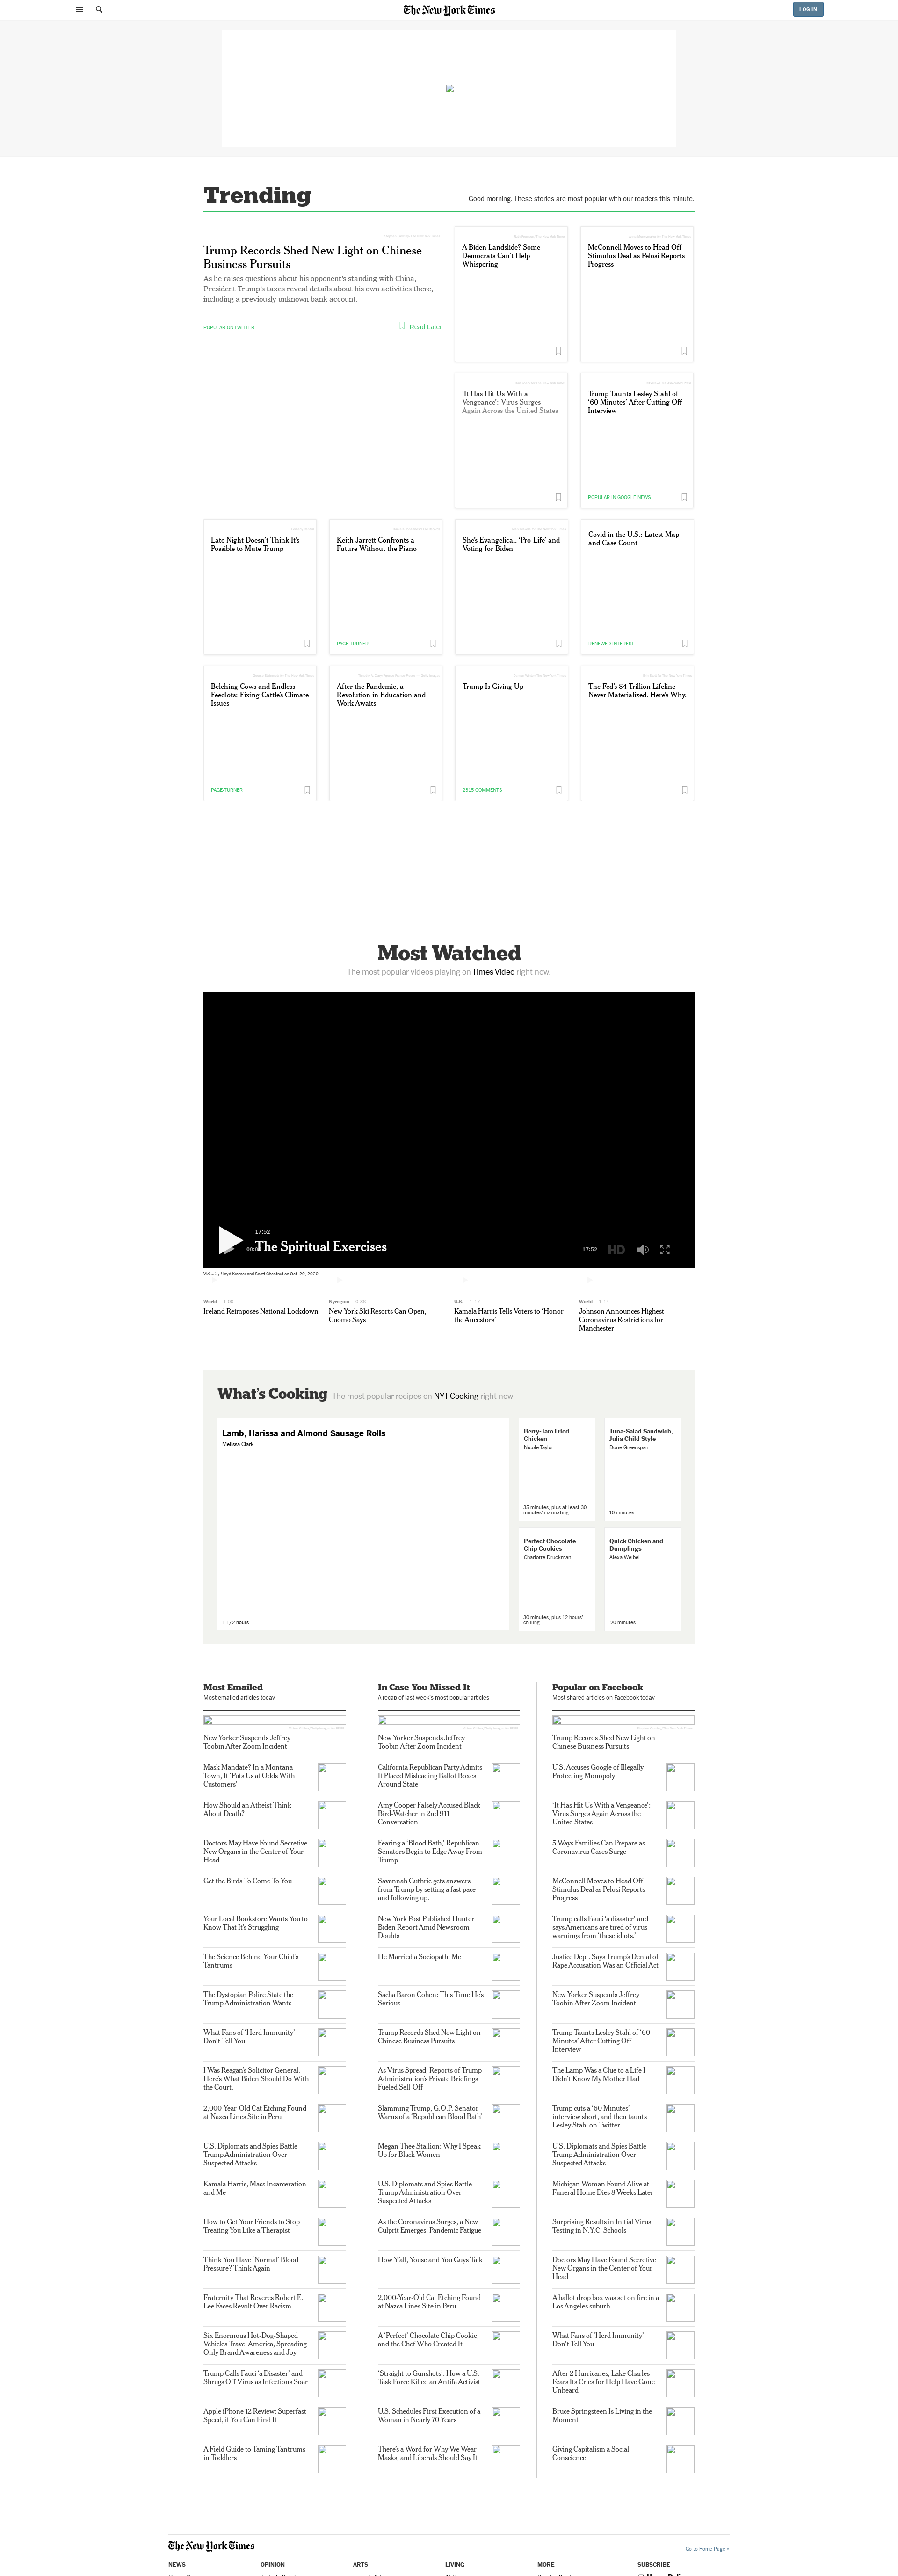 The New York Times
LOG IN
Trending
Good morning. These stories are most popular with our readers this minute.
Trump Records Shed New Light on Chinese
Business Pursuits
As he raises questions about his opponent's standing with China,
President Trump's taxes reveal details about his own activities there,
including a previously unknown bank account.
POPULAR ON TWITTER
Read Later
A Biden Landslide? Some
Democrats Can't Help
Whispering
McConnell Moves to Head Off
Stimulus Deal as Pelosi Reports
Progress
'It Has Hit Us With a
Vengeance': Virus Surges
Again Across the United States
Trump Taunts Lesley Stahl of
'60 Minutes' After Cutting Off
Interview
POPULAR IN GOOGLE NEWS
Late Night Doesn't Think It's
Possible to Mute Trump
Keith Jarrett Confronts a
Future Without the Piano
PAGE-TURNER
She's Evangelical, 'Pro-Life' and
Voting for Biden
Covid in the U.S.: Latest Map
and Case Count
RENEWED INTEREST
Belching Cows and Endless
Feedlots: Fixing Cattle's Climate
Issues
PAGE-TURNER
After the Pandemic, a
Revolution in Education and
Work Awaits
Trump Is Giving Up
2315 COMMENTS
The Fed's $4 Trillion Lifeline
Never Materialized. Here's Why.
Most Watched
The most popular videos playing on Times Video right now.
17:52
The Spiritual Exercises
17:52
HD
Video by Lloyd Kramer and Scott Chestnut on Oct. 20, 2020.
World
Ireland Reimposes National Lockdown
Nyregion 0:38
New York Ski Resorts Can Open,
Cuomo Says
U.S. 1:17
Kamala Harris Tells Voters to 'Honor
the Ancestors'
World 1:14
Johnson Announces Highest
Coronavirus Restrictions for
Manchester
What's Cooking The most popular recipes on NYT Cooking right now
Lamb, Harissa and Almond Sausage Rolls
Melissa Clark
1 1/2 hours
Berry-Jam Fried
Chicken
Nicole Taylor
35 minutes, plus at least 30
minutes' marinating
Tuna-Salad Sandwich,
Julia Child Style
Dorie Greenspan
10 minutes
Perfect Chocolate
Chip Cookies
Charlotte Druckman
30 minutes, plus 12 hours'
chilling
Quick Chicken and
Dumplings
Alexa Weibel
20 minutes
Most Emailed
Most emailed articles today
New Yorker Suspends Jeffrey
Toobin After Zoom Incident
Mask Mandate? In a Montana
Town, It 'Puts Us at Odds With
Customers'
How Should an Atheist Think
About Death?
Doctors May Have Found Secretive
New Organs in the Center of Your
Head
Get the Birds To Come To You
Your Local Bookstore Wants You to
Know That It's Struggling
The Science Behind Your Child's
Tantrums
The Dystopian Police State the
Trump Administration Wants
What Fans of 'Herd Immunity'
Don't Tell You
I Was Reagan's Solicitor General.
Here's What Biden Should Do With
the Court.
2,000-Year-Old Cat Etching Found
at Nazca Lines Site in Peru
U.S. Diplomats and Spies Battle
Trump Administration Over
Suspected Attacks
Kamala Harris, Mass Incarceration
and Me
How to Get Your Friends to Stop
Treating You Like a Therapist
Think You Have 'Normal' Blood
Pressure? Think Again
Fraternity That Reveres Robert E.
Lee Faces Revolt Over Racism
Six Enormous Hot-Dog-Shaped
Vehicles Travel America, Spreading
Only Brand Awareness and Joy
Trump Calls Fauci 'a Disaster' and
Shrugs Off Virus as Infections Soar
Apple iPhone 12 Review: Superfast
Speed, if You Can Find It
A Field Guide to Taming Tantrums
in Toddlers
In Case You Missed It
A recap of last week's most popular articles
New Yorker Suspends Jeffrey
Toobin After Zoom Incident
California Republican Party Admits
It Placed Misleading Ballot Boxes
Around State
Amy Cooper Falsely Accused Black
Bird-Watcher in 2nd 911
Conversation
Fearing a 'Blood Bath,' Republican
Senators Begin to Edge Away From
Trump
Savannah Guthrie gets answers
from Trump by setting a fast pace
and following up.
New York Post Published Hunter
Biden Report Amid Newsroom
Doubts
He Married a Sociopath: Me
Sacha Baron Cohen: This Time He's
Serious
Trump Records Shed New Light on
Chinese Business Pursuits
As Virus Spread, Reports of Trump
Administration's Private Briefings
Fueled Sell-Off
Slamming Trump, G.O.P. Senator
Warns of a 'Republican Blood Bath'
Megan Thee Stallion: Why I Speak
Up for Black Women
U.S. Diplomats and Spies Battle
Trump Administration Over
Suspected Attacks
As the Coronavirus Surges, a New
Culprit Emerges: Pandemic Fatigue
How Y'all, Youse and You Guys Talk
2,000-Year-Old Cat Etching Found
at Nazca Lines Site in Peru
A 'Perfect' Chocolate Chip Cookie,
and the Chef Who Created It
'Straight to Gunshots': How a U.S.
Task Force Killed an Antifa Activist
U.S. Schedules First Execution of a
Woman in Nearly 70 Years
There's a Word for Why We Wear
Masks, and Liberals Should Say It
Popular on Facebook
Most shared articles on Facebook today
Trump Records Shed New Light on
Chinese Business Pursuits
U.S. Accuses Google of Illegally
Protecting Monopoly
'It Has Hit Us With a Vengeance':
Virus Surges Again Across the
United States
5 Ways Families Can Prepare as
Coronavirus Cases Surge
McConnell Moves to Head Off
Stimulus Deal as Pelosi Reports
Progress
Trump calls Fauci 'a disaster' and
says Americans are tired of virus
warnings from 'these idiots.'
Justice Dept. Says Trump's Denial of
Rape Accusation Was an Official Act
New Yorker Suspends Jeffrey
Toobin After Zoom Incident
Trump Taunts Lesley Stahl of '60
Minutes' After Cutting Off
Interview
The Lamp Was a Clue to a Life I
Didn't Know My Mother Had
Trump cuts a '60 Minutes'
interview short, and then taunts
Lesley Stahl on Twitter.
U.S. Diplomats and Spies Battle
Trump Administration Over
Suspected Attacks
Michigan Woman Found Alive at
Funeral Home Dies 8 Weeks Later
Surprising Results in Initial Virus
Testing in N.Y.C. Schools
Doctors May Have Found Secretive
New Organs in the Center of Your
Head
A ballot drop box was set on fire in a
Los Angeles suburb.
What Fans of 'Herd Immunity'
Don't Tell You
After 2 Hurricanes, Lake Charles
Fears Its Cries for Help Have Gone
Unheard
Bruce Springsteen Is Living in the
Moment
Giving Capitalism a Social
Conscience
The New York Times
Go to Home Page »
NEWS
OPINION
ARTS
LIVING
MORE
SUBSCRIBE